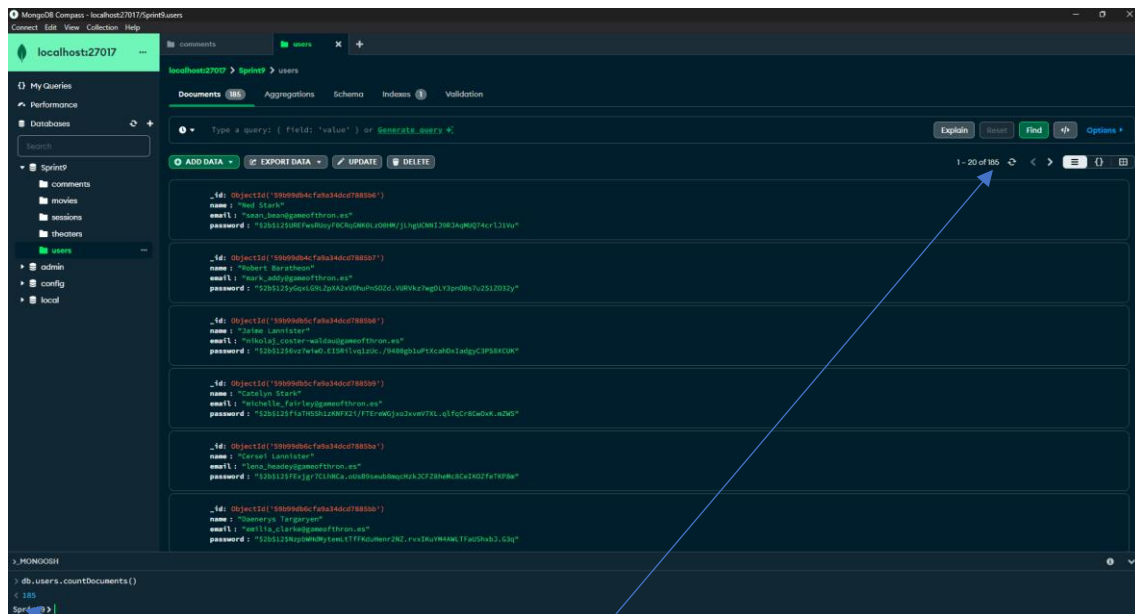 MongoDB Compass - localhost:27017/Sprint9.users
Connect Edit View Collection Help
localhost:27017 ...
comments users × +
localhost:27017 > Sprint9 > users
My Queries
Performance
Databases
Search
Sprint9
comments
movies
sessions
theaters
users
admin
config
local
Documents 185 Aggregations Schema Indexes 1 Validation
Type a query: { field: 'value' } or Generate query
Explain Reset Find </> Options
ADD DATA EXPORT DATA UPDATE DELETE
1 – 20 of 185
_id: ObjectId('59b99db4cfa9a34dcd7885b6')
name : "Ned Stark"
email : "sean_bean@gameofthron.es"
password :
_id: ObjectId('59b99db4cfa9a34dcd7885b7')
name : "Robert Baratheon"
email : "mark_addy@gameofthron.es"
password :
_id: ObjectId('59b99db5cfa9a34dcd7885b8')
name : "Jaime Lannister"
email : "nikolaj_coster-waldau@gameofthron.es"
password :
_id: ObjectId('59b99db5cfa9a34dcd7885b9')
name : "Catelyn Stark"
email : "michelle_fairley@gameofthron.es"
password :
_id: ObjectId('59b99db6cfa9a34dcd7885ba')
name : "Cersei Lannister"
email : "lena_headey@gameofthron.es"
password :
_id: ObjectId('59b99db6cfa9a34dcd7885bb')
name : "Daenerys Targaryen"
email : "emilia_clarke@gameofthron.es"
password :
>_MONGOSH
> db.users.countDocuments()
< 185